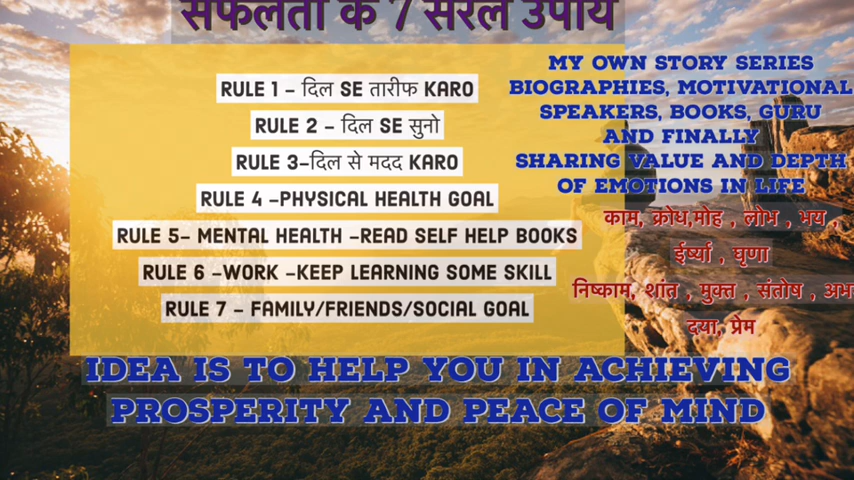 सफलता के 7 सरल उपाय
RULE 1 - दिल SE तारीफ KARO
RULE 2 - दिल SE सुनो
RULE 3-दिल से मदद KARO
RULE 4 -PHYSICAL HEALTH GOAL
RULE 5- MENTAL HEALTH -READ SELF HELP BOOKS
RULE 6 -WORK -KEEP LEARNING SOME SKILL
RULE 7 - FAMILY/FRIENDS/SOCIAL GOAL
MY OWN STORY SERIES
BIOGRAPHIES, MOTIVATIONAL
SPEAKERS, BOOKS, GURU
AND FINALLY
SHARING VALUE AND DEPTH
OF EMOTIONS IN LIFE
काम, क्रोध,मोह , लोभ , भय ,
ईर्ष्या , घृणा
निष्काम, शांत , मुक्त , संतोष ,
दया, प्रेम
IDEA IS TO HELP YOU IN ACHIEVING
PROSPERITY AND PEACE OF MIND